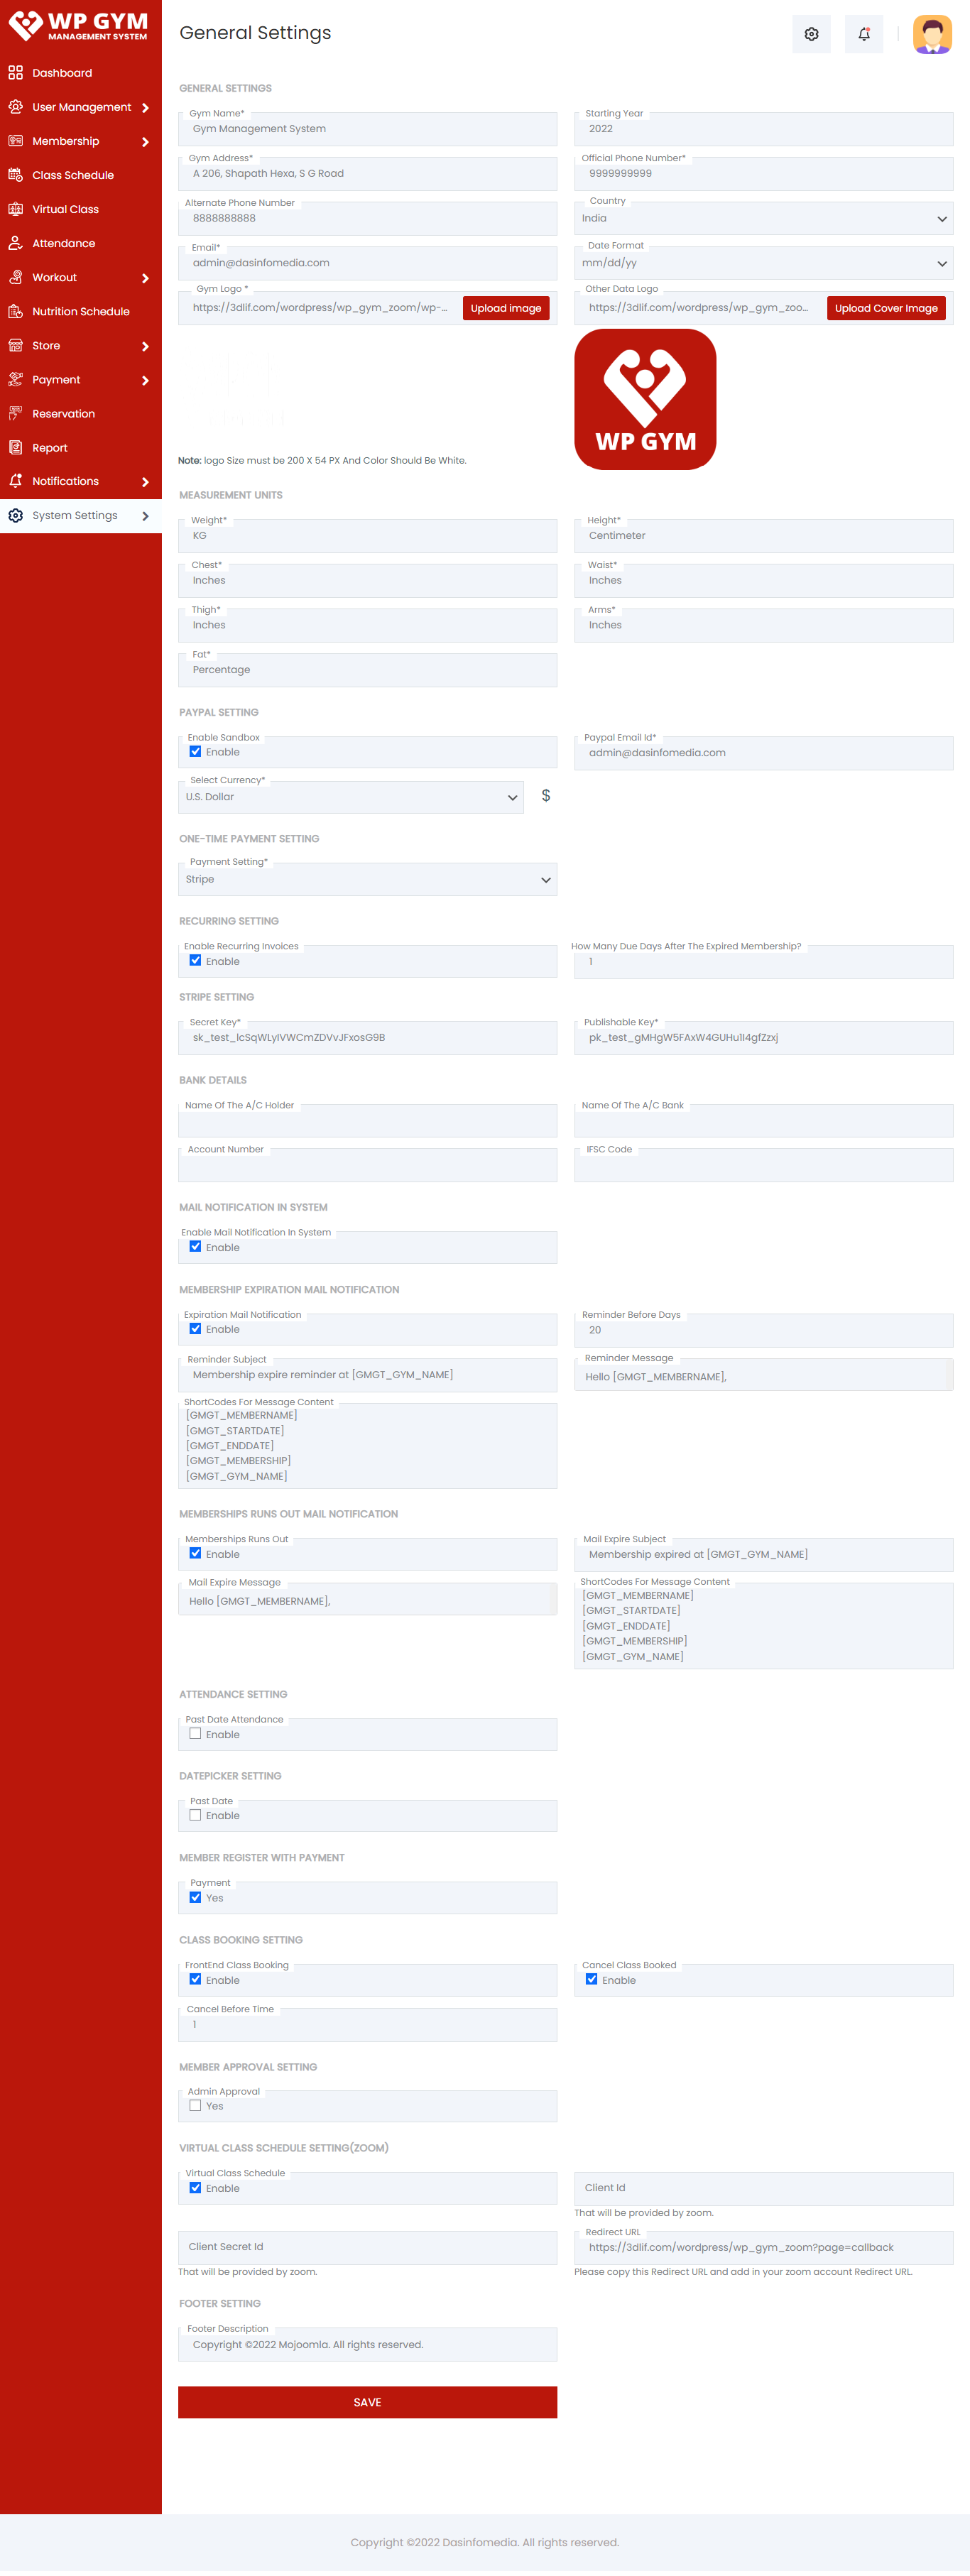 WP GYM
MANAGEMENT SYSTEM
Dashboard
User Management
Membership
Class Schedule
Virtual Class
Attendance
Workout
Nutrition Schedule
Store
Payment
Reservation
Report
Notifications
System Settings
General Settings
GENERAL SETTINGS
Gym Name*
Gym Management System
Starting Year
2022
Gym Address*
A 206, Shapath Hexa, S G Road
Official Phone Number*
9999999999
Alternate Phone Number
8888888888
Country
India
Email*
admin@dasinfomedia.com
Date Format
mm/dd/yy
Gym Logo *
https://3dlif.com/wordpress/wp_gym_zoom/wp-...
Upload image
Other Data Logo
https://3dlif.com/wordpress/wp_gym_zoo...
Upload Cover Image
WP GYM
Note: logo Size must be 200 X 54 PX And Color Should Be White.
MEASUREMENT UNITS
Weight*
KG
Height*
Centimeter
Chest*
Inches
Waist*
Inches
Thigh*
Inches
Arms*
Inches
Fat*
Percentage
PAYPAL SETTING
Enable Sandbox
Enable
Paypal Email Id*
admin@dasinfomedia.com
Select Currency*
U.S. Dollar
$
ONE-TIME PAYMENT SETTING
Payment Setting*
Stripe
RECURRING SETTING
Enable Recurring Invoices
Enable
How Many Due Days After The Expired Membership?
1
STRIPE SETTING
Secret Key*
Publishable Key*
BANK DETAILS
Name Of The A/C Holder
Name Of The A/C Bank
Account Number
IFSC Code
MAIL NOTIFICATION IN SYSTEM
Enable Mail Notification In System
Enable
MEMBERSHIP EXPIRATION MAIL NOTIFICATION
Expiration Mail Notification
Enable
Reminder Before Days
20
Reminder Subject
Membership expire reminder at [GMGT_GYM_NAME]
Reminder Message
Hello [GMGT_MEMBERNAME],
ShortCodes For Message Content
[GMGT_MEMBERNAME]
[GMGT_STARTDATE]
[GMGT_ENDDATE]
[GMGT_MEMBERSHIP]
[GMGT_GYM_NAME]
MEMBERSHIPS RUNS OUT MAIL NOTIFICATION
Memberships Runs Out
Enable
Mail Expire Subject
Membership expired at [GMGT_GYM_NAME]
Mail Expire Message
Hello [GMGT_MEMBERNAME],
ShortCodes For Message Content
[GMGT_MEMBERNAME]
[GMGT_STARTDATE]
[GMGT_ENDDATE]
[GMGT_MEMBERSHIP]
[GMGT_GYM_NAME]
ATTENDANCE SETTING
Past Date Attendance
Enable
DATEPICKER SETTING
Past Date
Enable
MEMBER REGISTER WITH PAYMENT
Payment
Yes
CLASS BOOKING SETTING
FrontEnd Class Booking
Enable
Cancel Class Booked
Enable
Cancel Before Time
1
MEMBER APPROVAL SETTING
Admin Approval
Yes
VIRTUAL CLASS SCHEDULE SETTING(ZOOM)
Virtual Class Schedule
Enable
Client Id
That will be provided by zoom.
Client Secret Id
That will be provided by zoom.
Redirect URL
https://3dlif.com/wordpress/wp_gym_zoom?page=callback
Please copy this Redirect URL and add in your zoom account Redirect URL.
FOOTER SETTING
Footer Description
Copyright ©2022 Mojoomla. All rights reserved.
SAVE
Copyright ©2022 Dasinfomedia. All rights reserved.